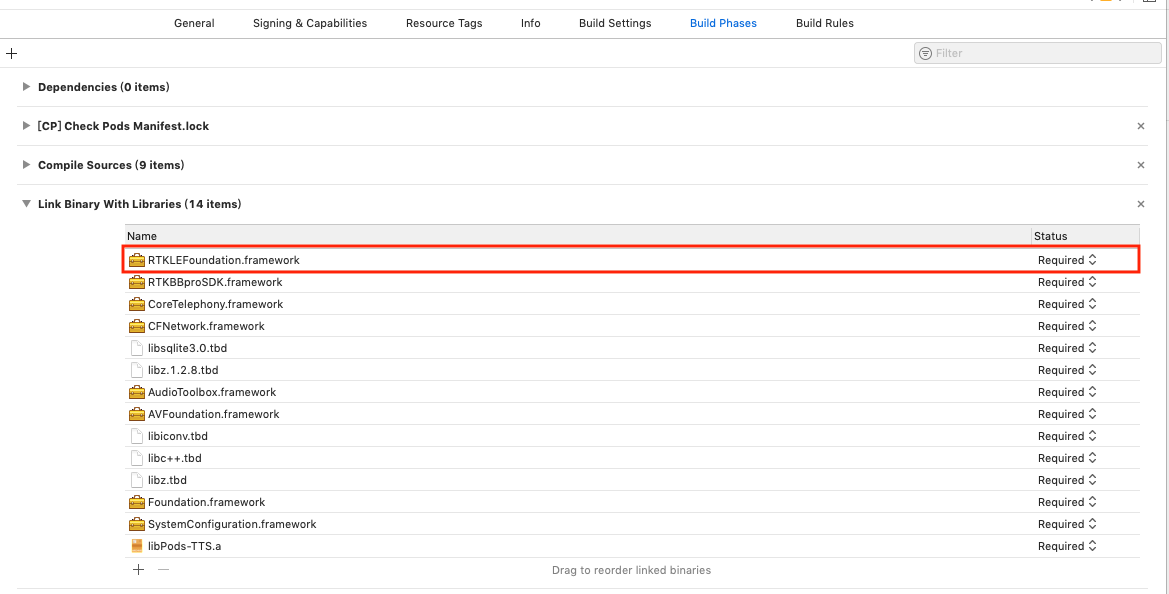 General Signing & Capabilities Resource Tags Info Build Settings Build Phases Build Rules
Filter
Dependencies (0 items)
[CP] Check Pods Manifest.lock
Compile Sources (9 items)
Link Binary With Libraries (14 items)
Name Status
RTKLEFoundation.framework Required
RTKBBproSDK.framework Required
CoreTelephony.framework Required
CFNetwork.framework Required
libsqlite3.0.tbd Required
libz.1.2.8.tbd Required
AudioToolbox.framework Required
AVFoundation.framework Required
libiconv.tbd Required
libc++.tbd Required
libz.tbd Required
Foundation.framework Required
SystemConfiguration.framework Required
libPods-TTS.a Required
Drag to reorder linked binaries